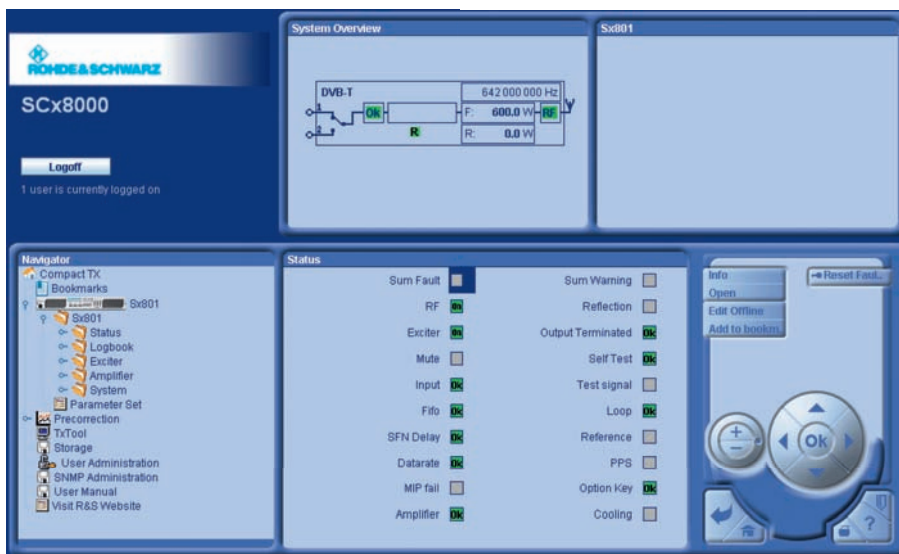 ROHDE & SCHWARZ
SCx8000
Logoff
1 user is currently logged on
System Overview
DVB-T
642 000 000 Hz
1
Ok
F: 600.0 W
RF
2
R
R: 0.0 W
Sx801
Navigator
Compact TX
Bookmarks
Sx801
Sx801
Status
Logbook
Exciter
Amplifier
System
Parameter Set
Precorrection
TxTool
Storage
User Administration
SNMP Administration
User Manual
Visit R&S Website
Status
Sum Fault
Sum Warning
RF On
Reflection
Exciter On
Output Terminated Ok
Mute
Self Test Ok
Input Ok
Test signal
Fifo Ok
Loop Ok
SFN Delay Ok
Reference
Datarate Ok
PPS
MIP fail
Option Key Ok
Amplifier Ok
Cooling
Info
Open
Edit Offline
Add to bookm..
Reset Faul..
+
−
Ok
?